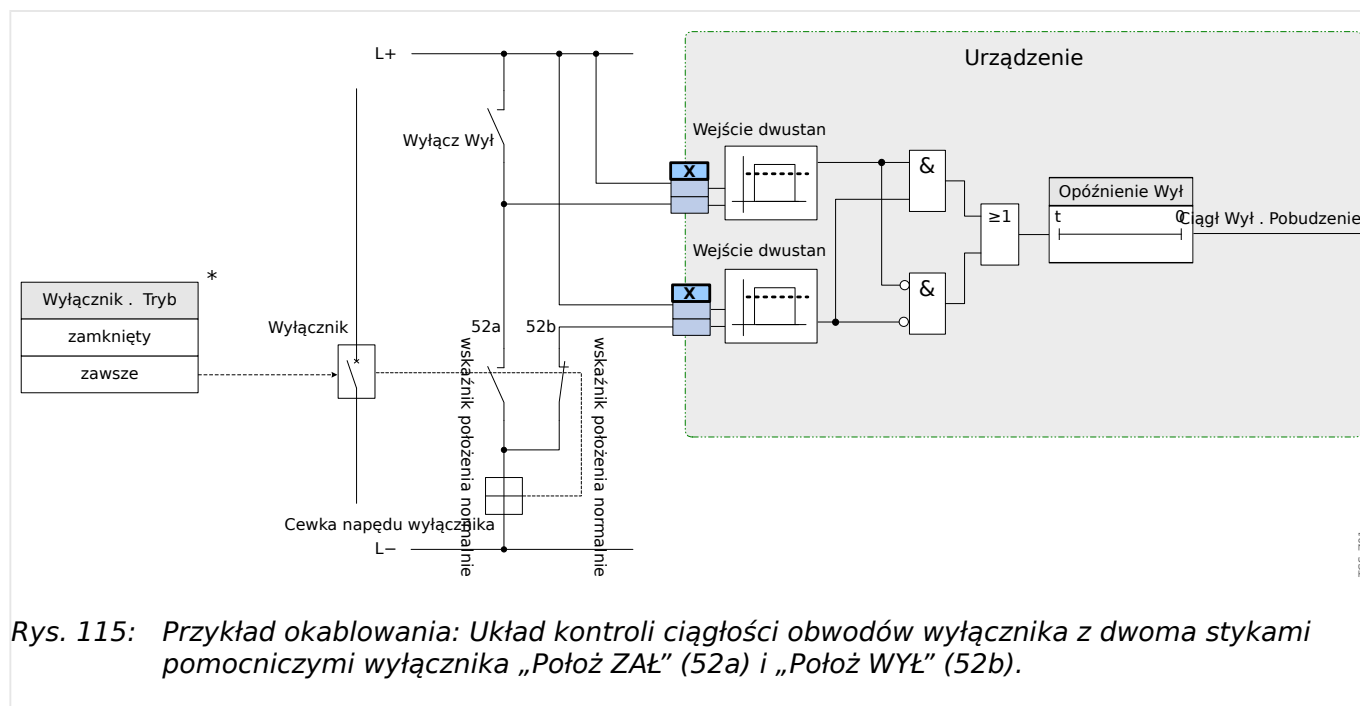 L+
Urządzenie
Wyłącz Wył
Wejście dwustan
X
&
≥1
Opóźnienie Wył
t 0
Ciągł Wył . Pobudzenie
Wejście dwustan
X
&
*
Wyłącznik . Tryb
zamknięty
zawsze
Wyłącznik
52a
52b
wskaźnik położenia normalnie
wskaźnik położenia normalnie
Cewka napędu wyłącznika
L−
Rys. 115: Przykład okablowania: Układ kontroli ciągłości obwodów wyłącznika z dwoma stykami
pomocniczymi wyłącznika „Położ ZAŁ” (52a) i „Położ WYŁ” (52b).